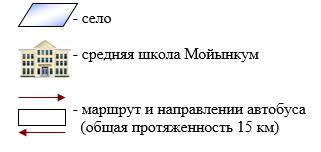 - село
- средняя школа Мойынкум
- маршрут и направлении автобуса
(общая протяженность 15 км)